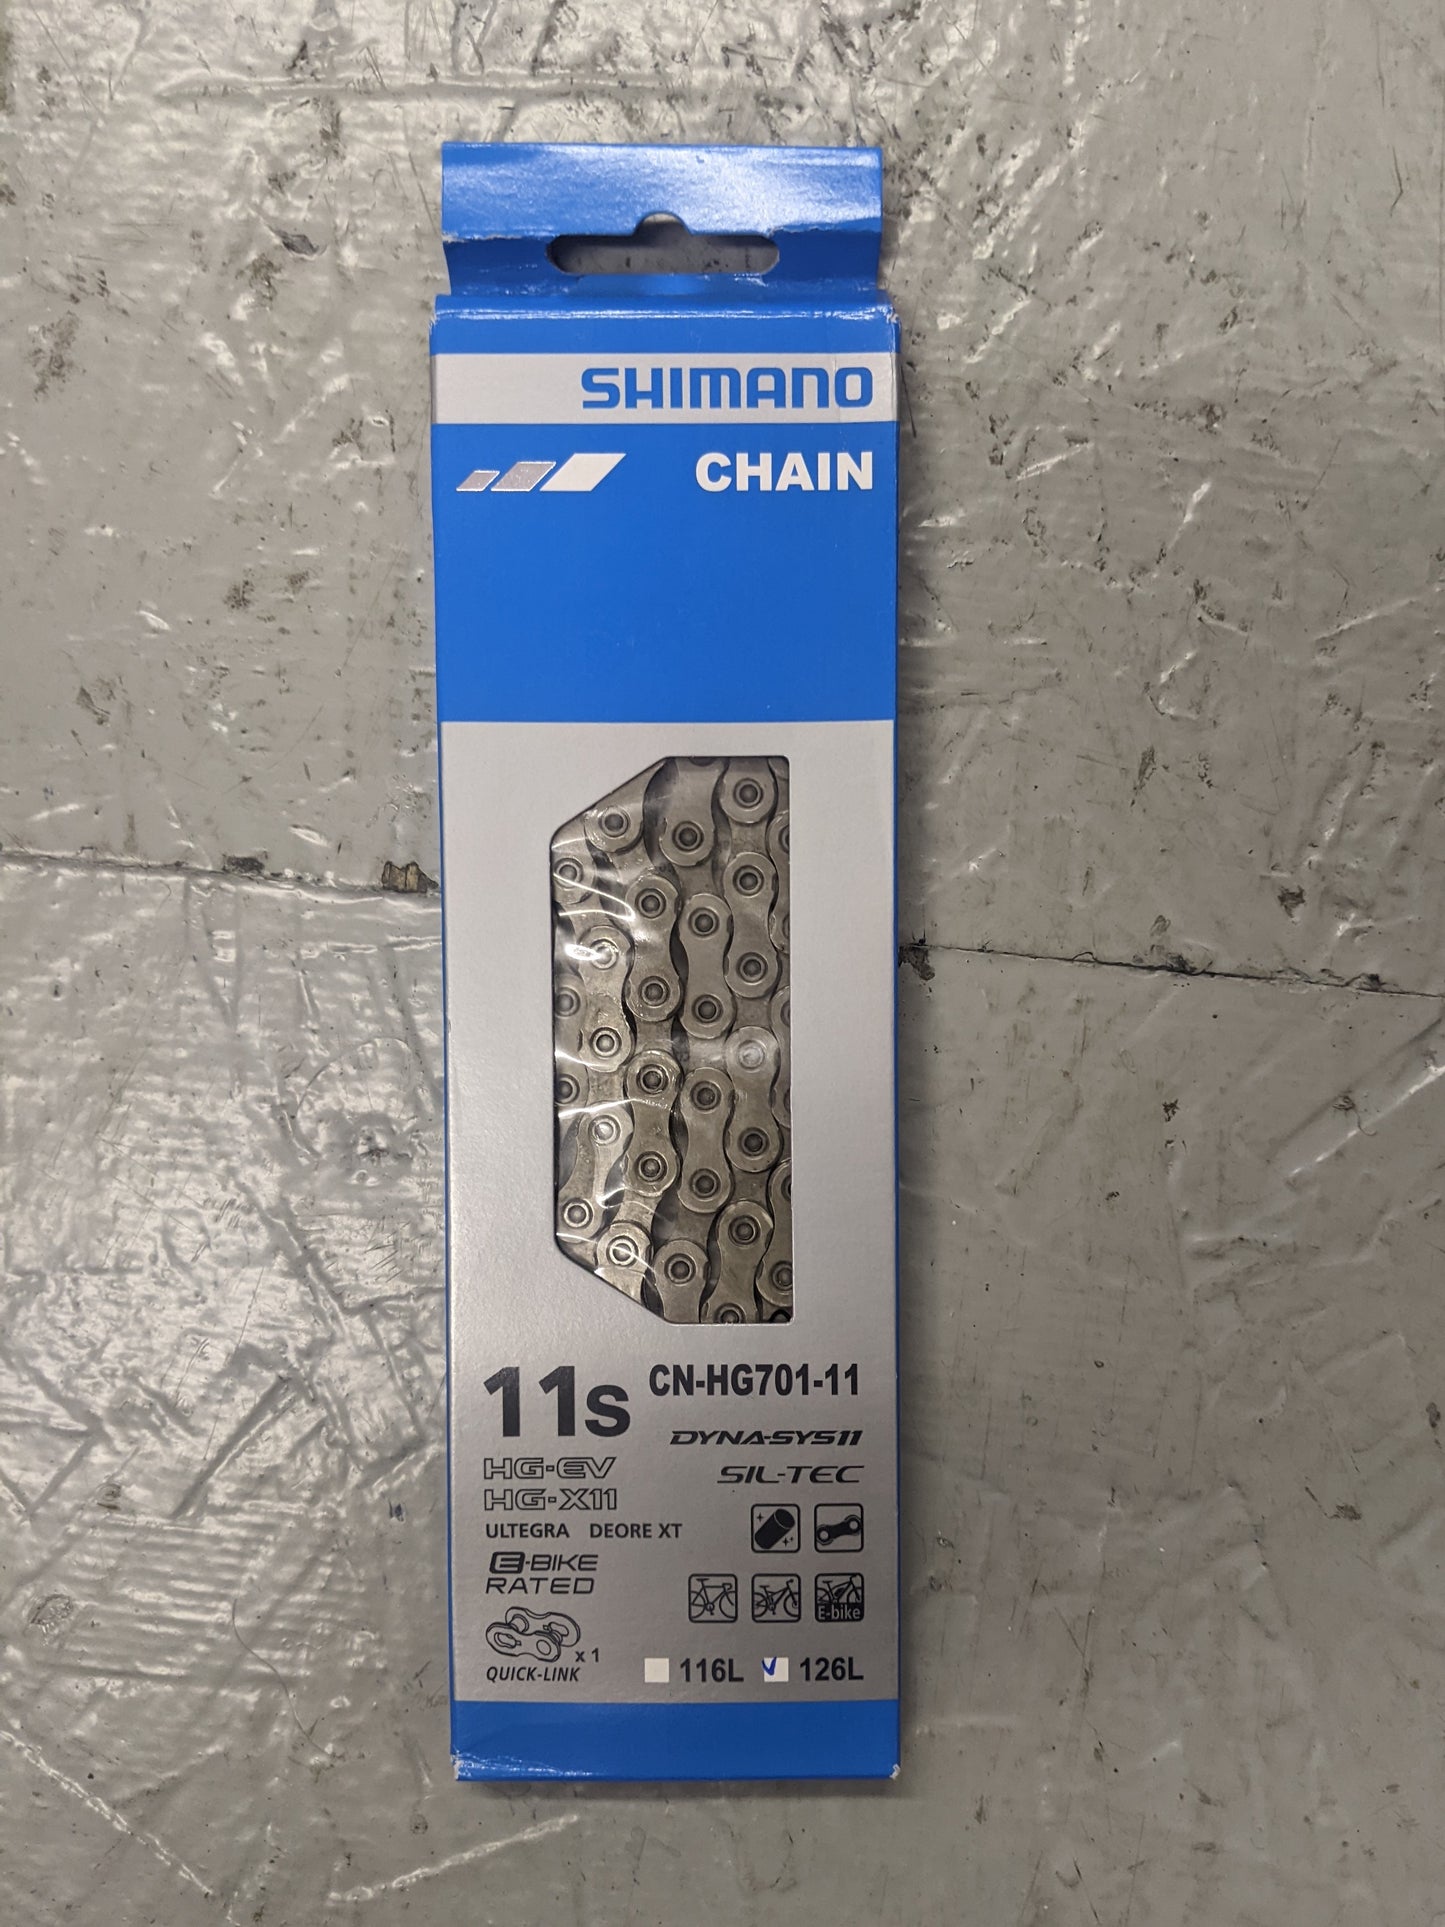 SHIMANO
CHAIN
11s CN-HG701-11
DYNA-SYS11
HG-EV SIL-TEC
HG-X11
ULTEGRA DEORE XT
E-BIKE
RATED
E-bike
x 1
QUICK-LINK 116L 126L